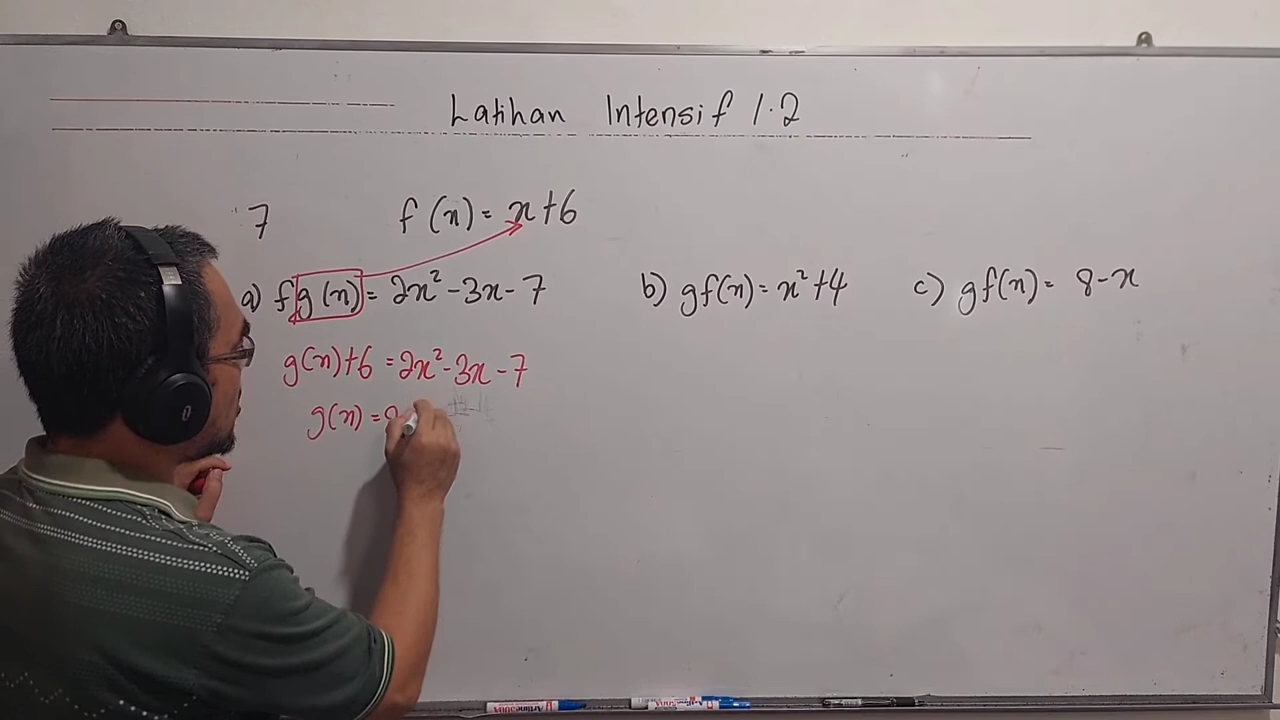 Latihan Intensif 1.2
7 f(x) = x+6
a) fg(x) = 2x² - 3x - 7 b) gf(x) = x² + 4 c) gf(x) = 8 - x
g(x)+6 = 2x² - 3x - 7
g(x) =